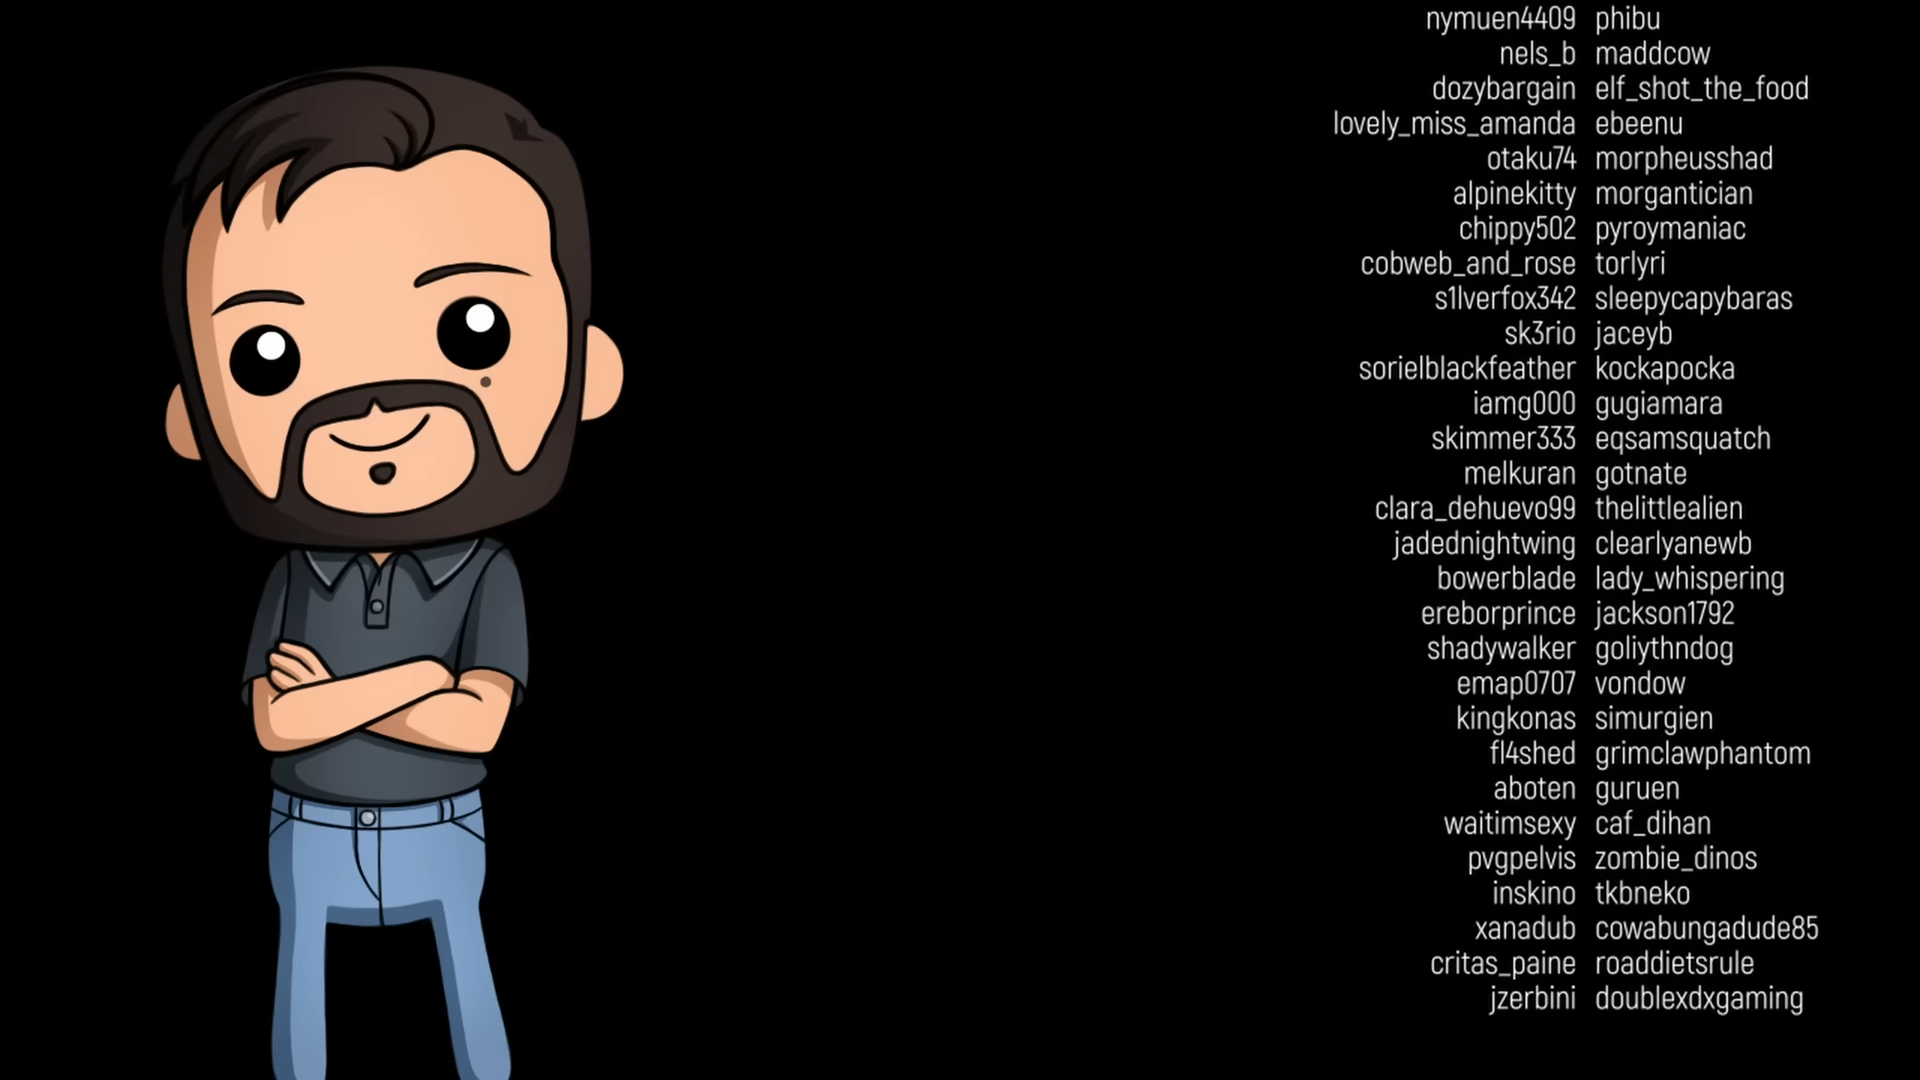 nymuen4409 phibu
nels_b maddcow
dozybargain elf_shot_the_food
lovely_miss_amanda ebeenu
otaku74 morpheusshad
alpinekitty morgantician
chippy502 pyroymaniac
cobweb_and_rose torlyri
s1lverfox342 sleepycapybaras
sk3rio jaceyb
sorielblackfeather kockapocka
iamg000 gugiamara
skimmer333 eqsamsquatch
melkuran gotnate
clara_dehuevo99 thelittlealien
jadednightwing clearlyanewb
bowerblade lady_whispering
ereborprince jackson1792
shadywalker goliythndog
emap0707 vondow
kingkonas simurgien
fl4shed grimclawphantom
aboten guruen
waitimsexy caf_dihan
pvgpelvis zombie_dinos
inskino tkbneko
xanadub cowabungadude85
critas_paine roaddietsrule
jzerbini doublexdxgaming